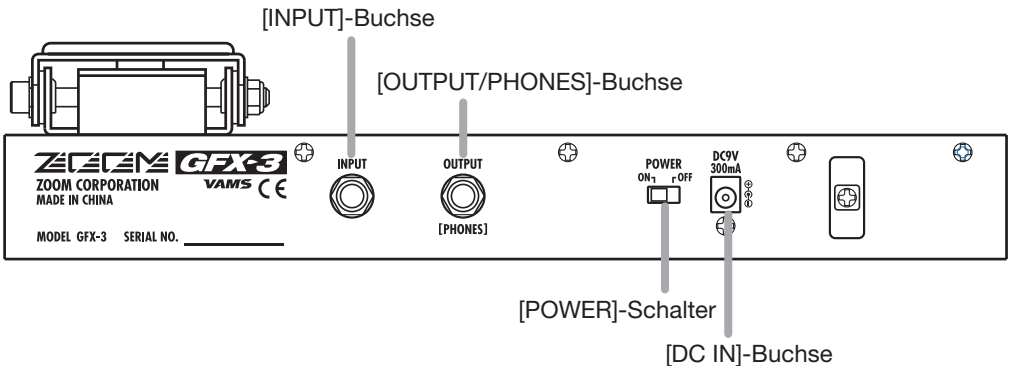 [INPUT]-Buchse
[OUTPUT/PHONES]-Buchse
ZOOM GFX-3
ZOOM CORPORATION
MADE IN CHINA
VAMS CE
MODEL GFX-3 SERIAL NO.
INPUT
OUTPUT
[PHONES]
POWER
ON OFF
DC9V
300mA
[POWER]-Schalter
[DC IN]-Buchse